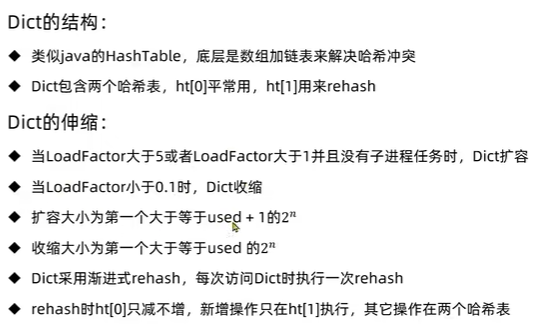 Dict的结构：
◆ 类似java的HashTable，底层是数组加链表来解决哈希冲突
◆ Dict包含两个哈希表，ht[0]平常用，ht[1]用来rehash
Dict的伸缩：
◆ 当LoadFactor大于5或者LoadFactor大于1并且没有子进程任务时，Dict扩容
◆ 当LoadFactor小于0.1时，Dict收缩
◆ 扩容大小为第一个大于等于used + 1的2ⁿ
◆ 收缩大小为第一个大于等于used 的2ⁿ
◆ Dict采用渐进式rehash，每次访问Dict时执行一次rehash
◆ rehash时ht[0]只减不增，新增操作只在ht[1]执行，其它操作在两个哈希表